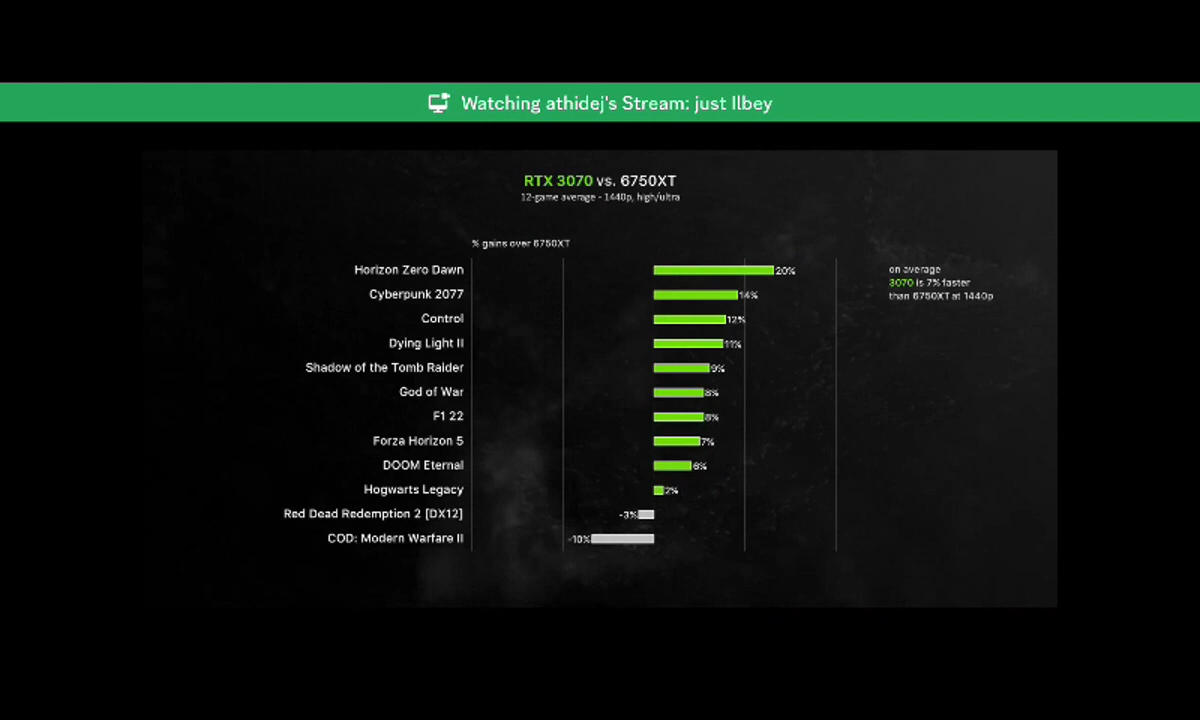 Watching athidej's Stream: just Ilbey
RTX 3070 vs. 6750XT
12-game average - 1440p, high/ultra
% gains over 6750XT
Horizon Zero Dawn 20%
Cyberpunk 2077 14%
Control 12%
Dying Light II 11%
Shadow of the Tomb Raider 9%
God of War 8%
F1 22 8%
Forza Horizon 5 7%
DOOM Eternal 6%
Hogwarts Legacy 2%
Red Dead Redemption 2 [DX12] -3%
COD: Modern Warfare II -10%
on average
3070 is 7% faster
than 6750XT at 1440p